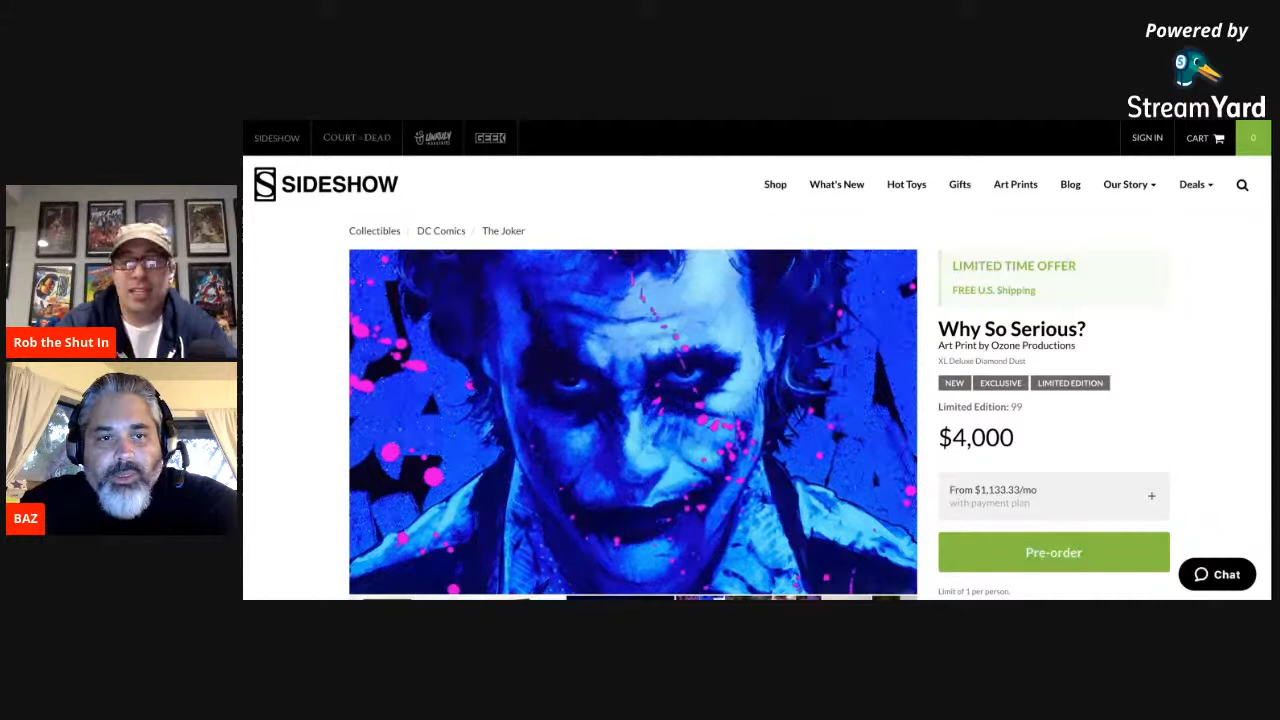 Powered by
StreamYard
SIDESHOW
COURT OF THE DEAD
UNRULY
INDUSTRIES
GEEK
SIGN IN
CART
0
SIDESHOW
Shop
What's New
Hot Toys
Gifts
Art Prints
Blog
Our Story
Deals
Collectibles / DC Comics / The Joker
LIMITED TIME OFFER
FREE U.S. Shipping
Why So Serious?
Art Print by Ozone Productions
XL Deluxe Diamond Dust
NEW
EXCLUSIVE
LIMITED EDITION
Limited Edition: 99
$4,000
From $1,133.33/mo
with payment plan
+
Pre-order
Chat
Limit of 1 per person.
Rob the Shut In
BAZ